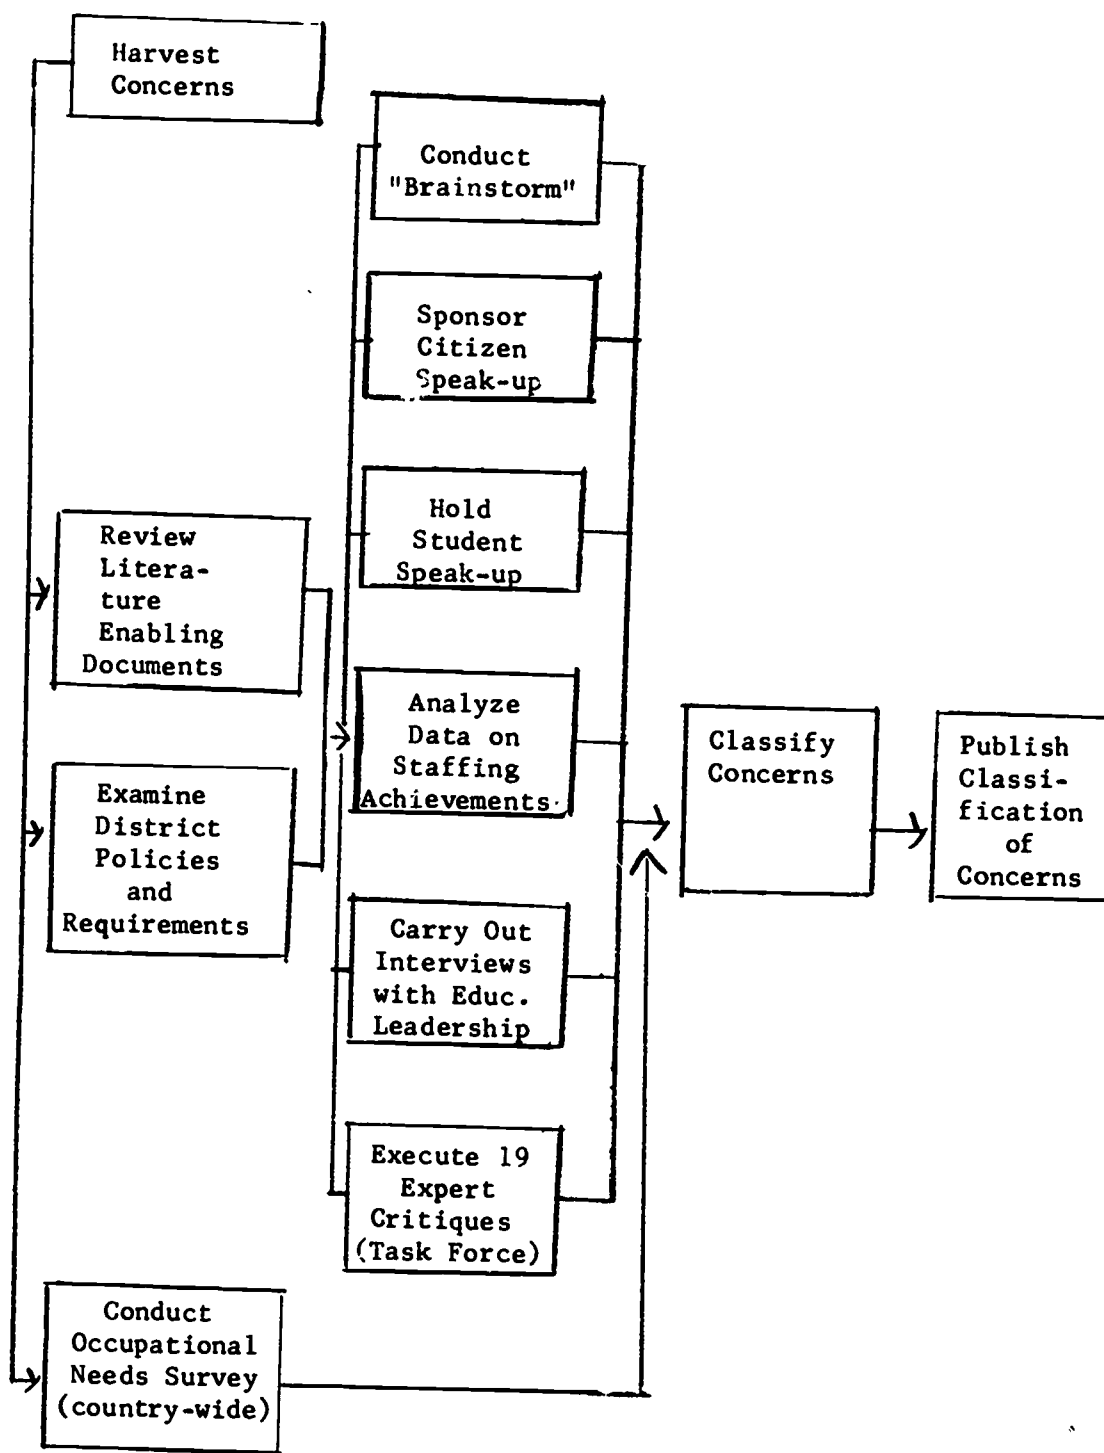 Harvest
Concerns
Conduct
"Brainstorm"
Sponsor
Citizen
Speak-up
Hold
Student
Speak-up
Review
Litera-
ture
Enabling
Documents
Analyze
Data on
Staffing
Achievements
Classify
Concerns
Publish
Classi-
fication
of
Concerns
Examine
District
Policies
and
Requirements
Carry Out
Interviews
with Educ.
Leadership
Execute 19
Expert
Critiques
(Task Force)
Conduct
Occupational
Needs Survey
(country-wide)